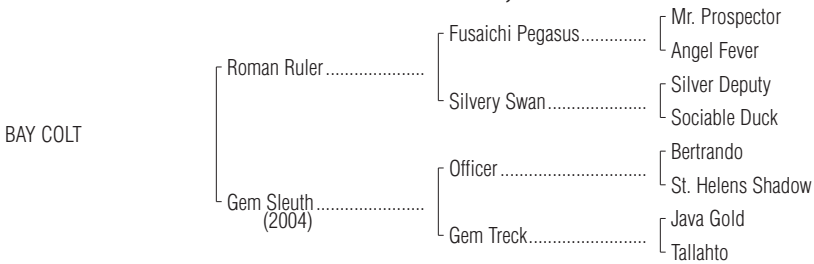 Mr. Prospector
Fusaichi Pegasus..............
Angel Fever
Roman Ruler.....................
Silver Deputy
Silvery Swan.....................
Sociable Duck
BAY COLT
Bertrando
Officer...............................
St. Helens Shadow
Gem Sleuth.......................
(2004)
Java Gold
Gem Treck.........................
Tallahto